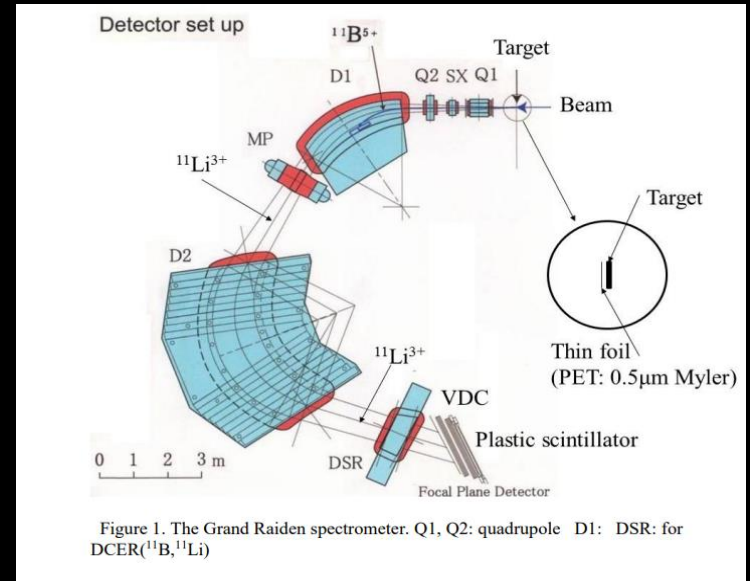 Detector set up
¹¹B⁵⁺
Target
D1
Q2 SX Q1
Beam
MP
¹¹Li³⁺
Target
D2
¹¹Li³⁺
Thin foil
(PET: 0.5μm Myler)
VDC
Plastic scintillator
0 1 2 3 m
DSR
Focal Plane Detector
Figure 1. The Grand Raiden spectrometer. Q1, Q2: quadrupole D1: DSR: for
DCER(¹¹B,¹¹Li)